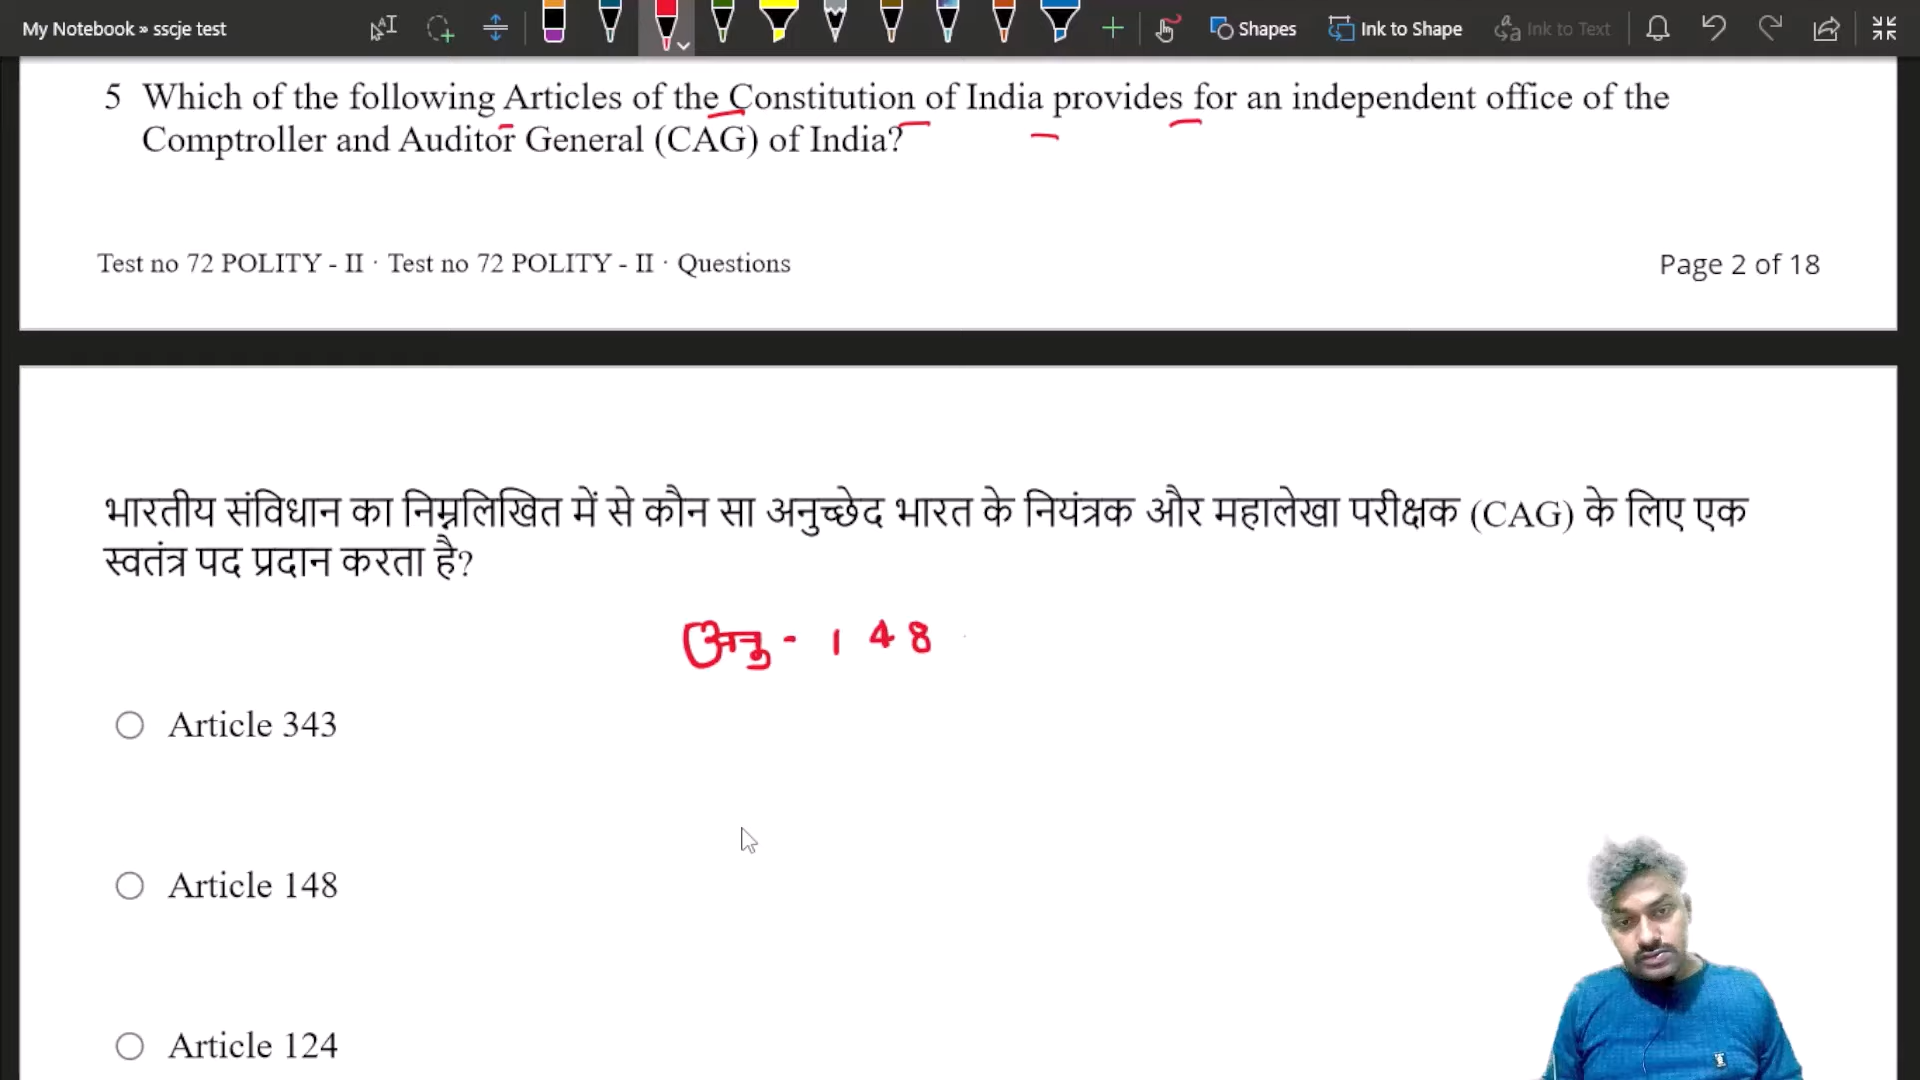 My Notebook » sscje test
Shapes
Ink to Shape
Ink to Text
5 Which of the following Articles of the Constitution of India provides for an independent office of the
Comptroller and Auditor General (CAG) of India?
Test no 72 POLITY - II · Test no 72 POLITY - II · Questions
Page 2 of 18
भारतीय संविधान का निम्नलिखित में से कौन सा अनुच्छेद भारत के नियंत्रक और महालेखा परीक्षक (CAG) के लिए एक
स्वतंत्र पद प्रदान करता है?
अनु - 148
Article 343
Article 148
Article 124